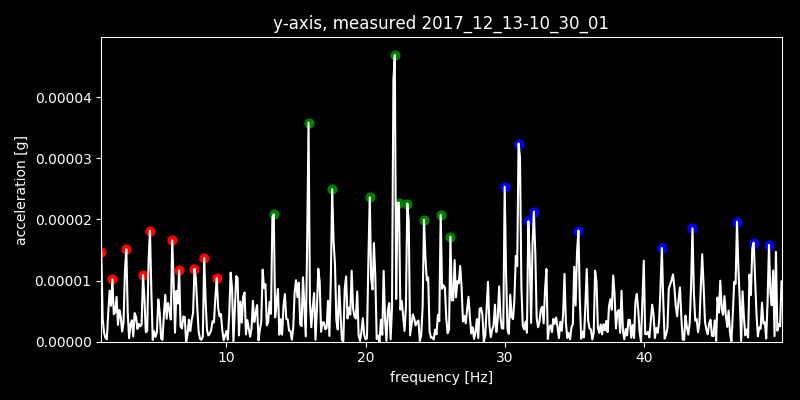 y-axis, measured 2017_12_13-10_30_01
acceleration [g]
0.00004
0.00003
0.00002
0.00001
0.00000
10 20 30 40
frequency [Hz]